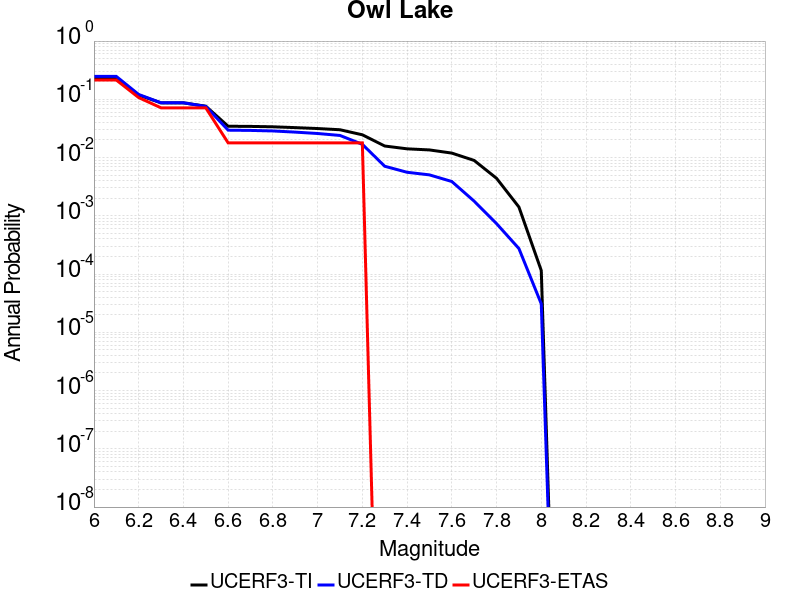 Owl Lake
10^0
10^-1
10^-2
10^-3
10^-4
10^-5
10^-6
10^-7
10^-8
Annual Probability
6 6.2 6.4 6.6 6.8 7 7.2 7.4 7.6 7.8 8 8.2 8.4 8.6 8.8 9
Magnitude
UCERF3-TI UCERF3-TD UCERF3-ETAS